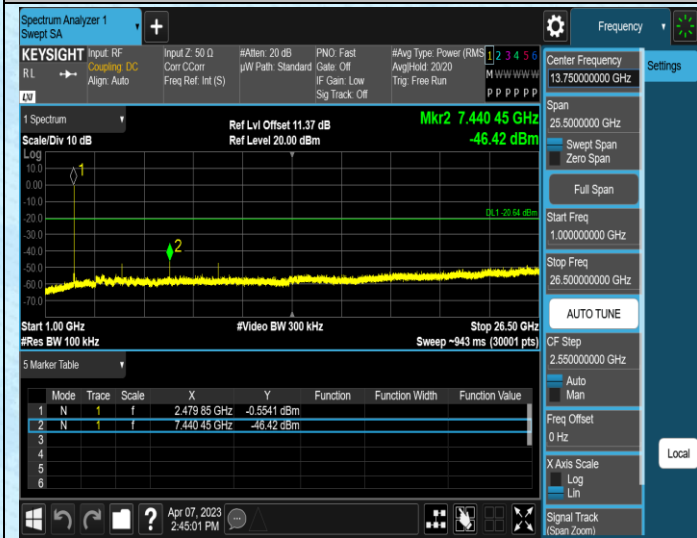 Spectrum Analyzer 1
Swept SA
Frequency
KEYSIGHT
RL
LXI
Input: RF
Coupling: DC
Align: Auto
Input Z: 50 Ω
Corr CCorr
Freq Ref: Int (S)
#Atten: 20 dB
µW Path: Standard
PNO: Fast
Gate: Off
IF Gain: Low
Sig Track: Off
#Avg Type: Power (RMS
Avg|Hold: 20/20
Trig: Free Run
1 2 3 4 5 6
M W W W W W
P P P P P P
1 Spectrum
Scale/Div 10 dB
Ref Lvl Offset 11.37 dB
Ref Level 20.00 dBm
Mkr2 7.440 45 GHz
-46.42 dBm
Log
10.0
0.00
-10.0
-20.0
-30.0
-40.0
-50.0
-60.0
-70.0
1
2
DL1 -20.64 dBm
Start 1.00 GHz
#Res BW 100 kHz
#Video BW 300 kHz
Stop 26.50 GHz
Sweep ~943 ms (30001 pts)
5 Marker Table
Mode Trace Scale X Y Function Function Width Function Value
1 N 1 f 2.479 85 GHz -0.5541 dBm
2 N 1 f 7.440 45 GHz -46.42 dBm
3
4
5
6
Apr 07, 2023
2:45:01 PM
Center Frequency
13.750000000 GHz
Span
25.5000000 GHz
Swept Span
Zero Span
Full Span
Start Freq
1.000000000 GHz
Stop Freq
26.500000000 GHz
AUTO TUNE
CF Step
2.550000000 GHz
Auto
Man
Freq Offset
0 Hz
X Axis Scale
Log
Lin
Signal Track
(Span Zoom)
Settings
Local